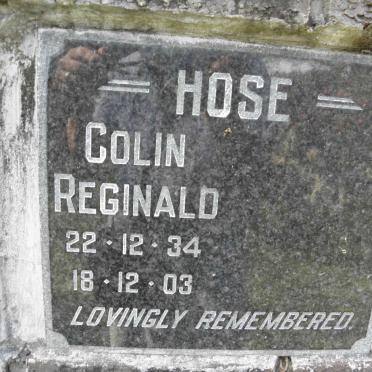 HOSE
COLIN
REGINALD
22 · 12 · 34
18 · 12 · 03
LOVINGLY REMEMBERED.